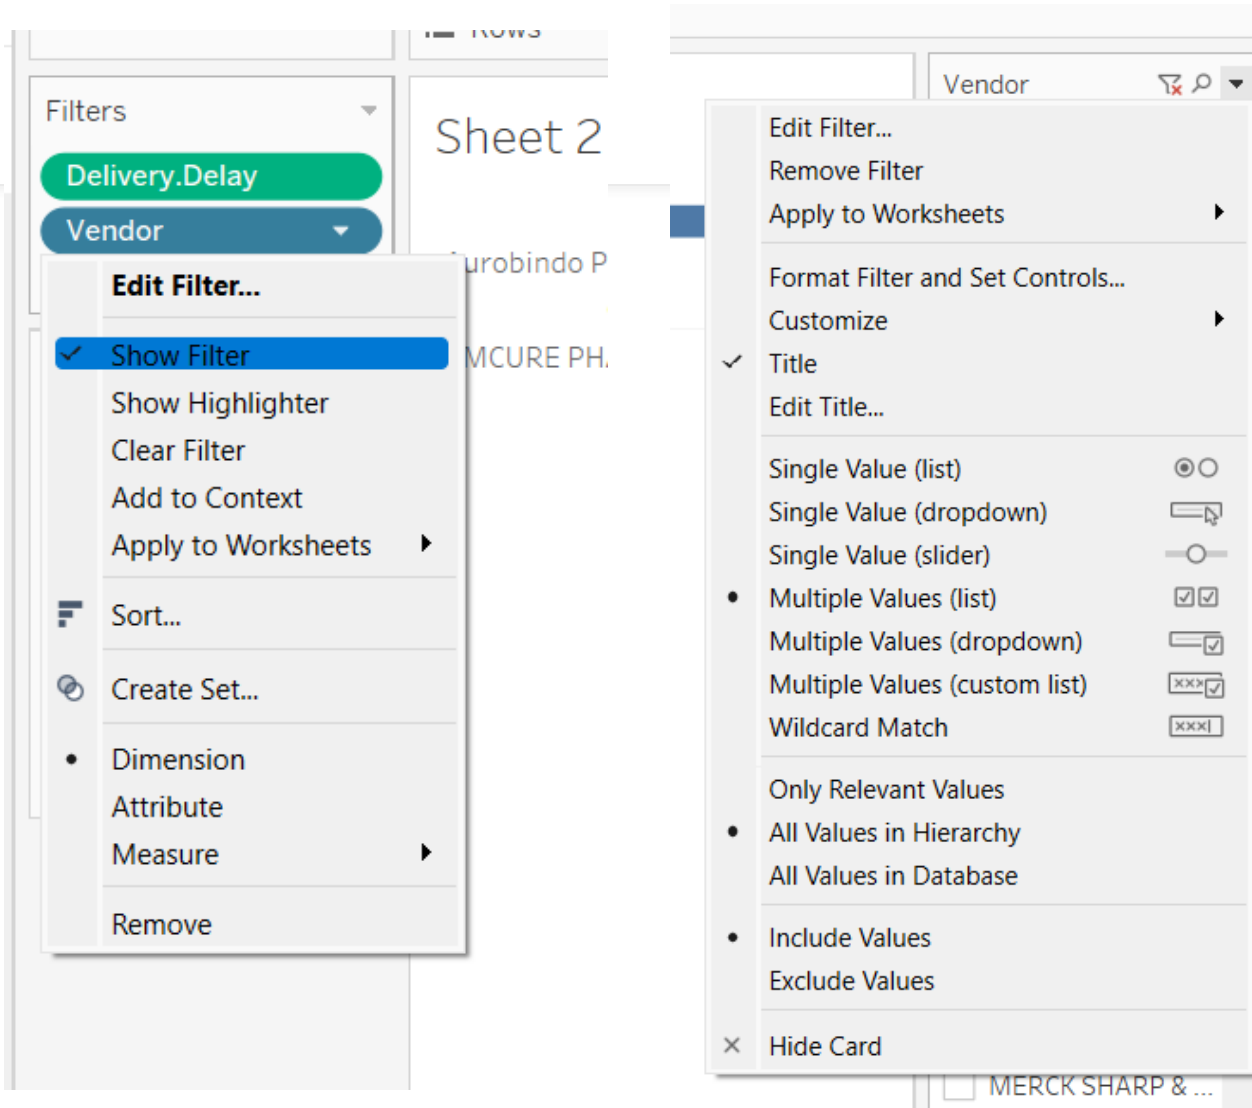 Rows
Filters
Sheet 2
Delivery.Delay
Vendor
urobindo P
MCURE PHA
Edit Filter...
Show Filter
Show Highlighter
Clear Filter
Add to Context
Apply to Worksheets
Sort...
Create Set...
Dimension
Attribute
Measure
Remove
Vendor
Edit Filter...
Remove Filter
Apply to Worksheets
Format Filter and Set Controls...
Customize
Title
Edit Title...
Single Value (list)
Single Value (dropdown)
Single Value (slider)
Multiple Values (list)
Multiple Values (dropdown)
Multiple Values (custom list)
Wildcard Match
Only Relevant Values
All Values in Hierarchy
All Values in Database
Include Values
Exclude Values
Hide Card
MERCK SHARP & ...